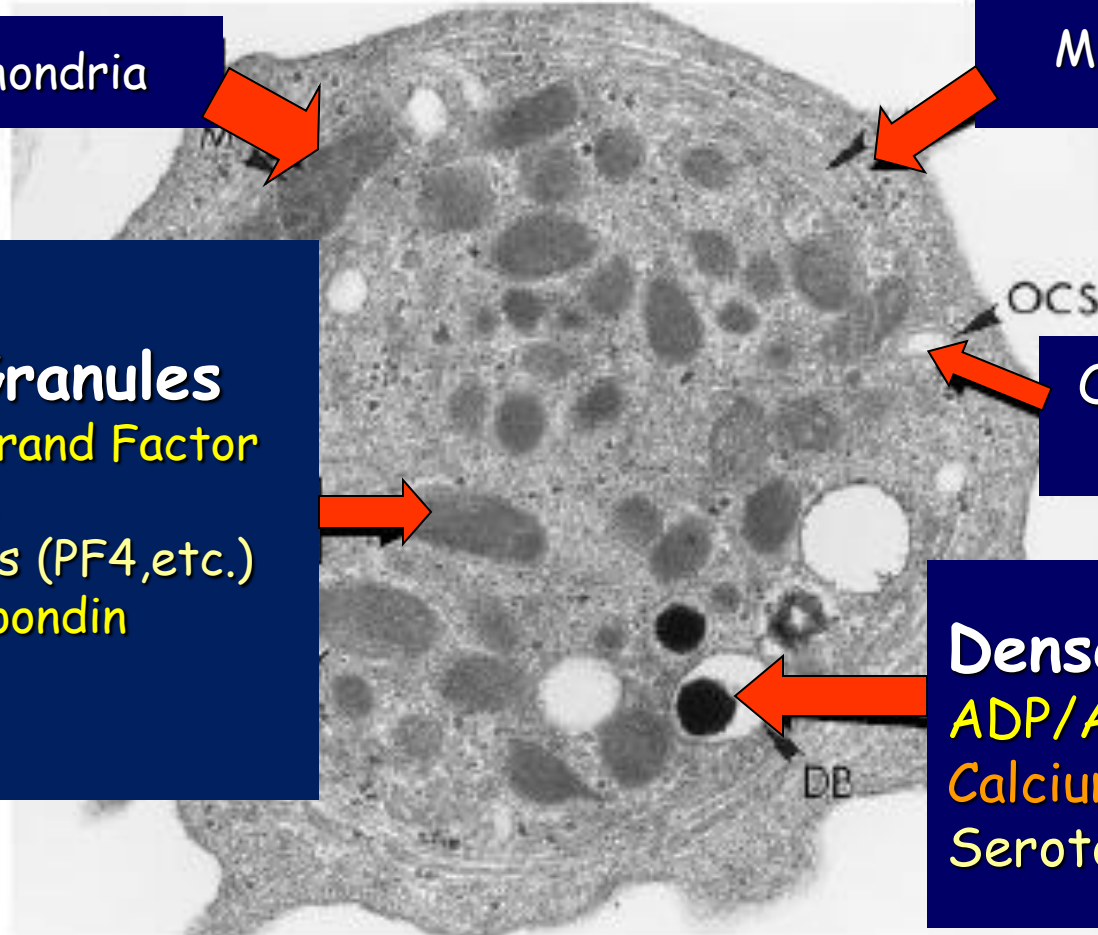 hondria
M
M
OCS
C
Granules
rand Factor
s (PF4,etc.)
pondin
Dens
ADP/A
Calciu
Serot
DB